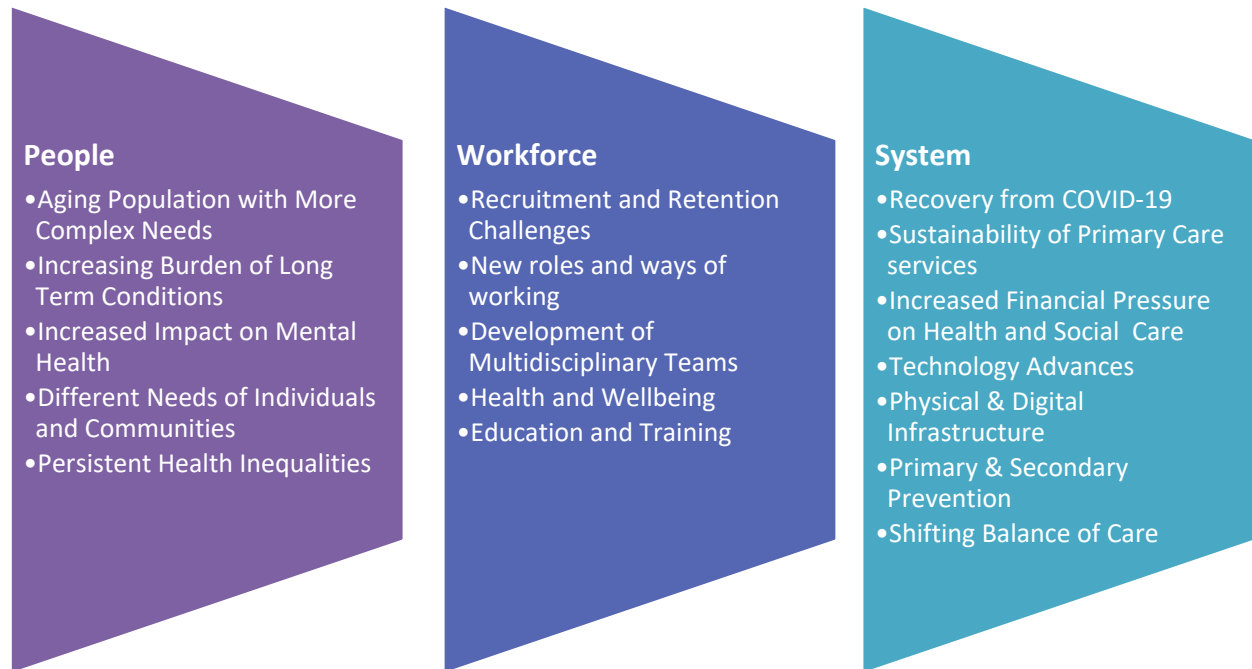 People
•Aging Population with More
Complex Needs
•Increasing Burden of Long
Term Conditions
•Increased Impact on Mental
Health
•Different Needs of Individuals
and Communities
•Persistent Health Inequalities
Workforce
•Recruitment and Retention
Challenges
•New roles and ways of
working
•Development of
Multidisciplinary Teams
•Health and Wellbeing
•Education and Training
System
•Recovery from COVID-19
•Sustainability of Primary Care
services
•Increased Financial Pressure
on Health and Social Care
•Technology Advances
•Physical & Digital
Infrastructure
•Primary & Secondary
Prevention
•Shifting Balance of Care